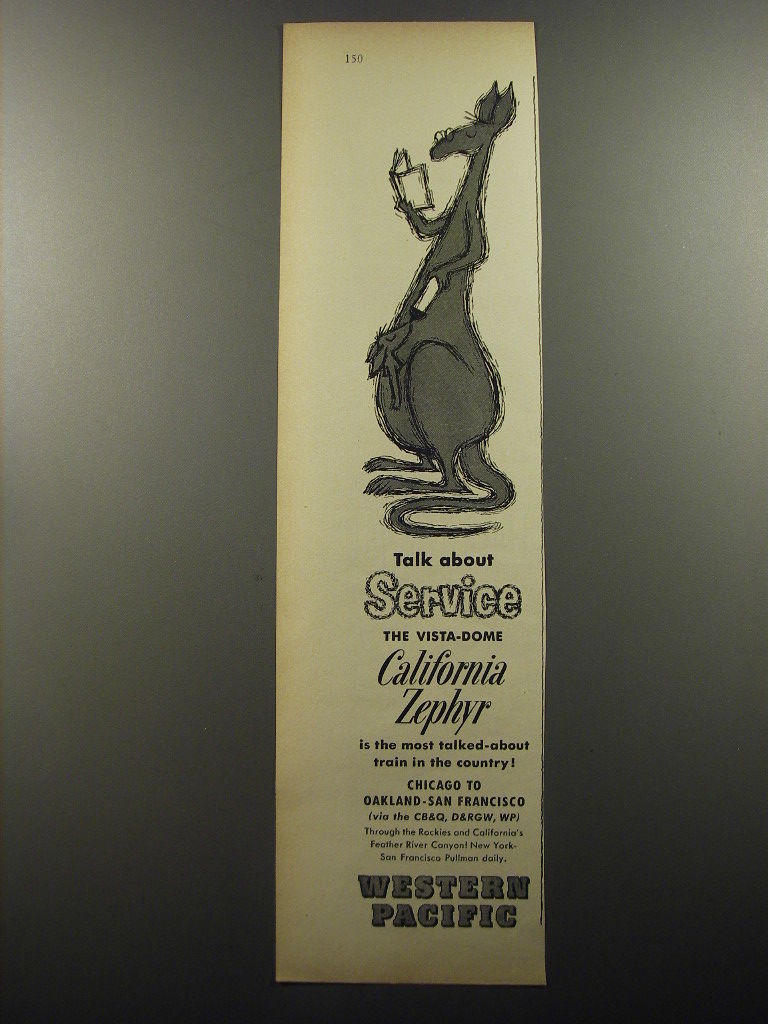 150
Talk about
Service
THE VISTA-DOME
California
Zephyr
is the most talked-about
train in the country!
CHICAGO TO
OAKLAND-SAN FRANCISCO
(via the CB&Q, D&RGW, WP)
Through the Rockies and California's
Feather River Canyon! New York-
San Francisco Pullman daily.
WESTERN
PACIFIC